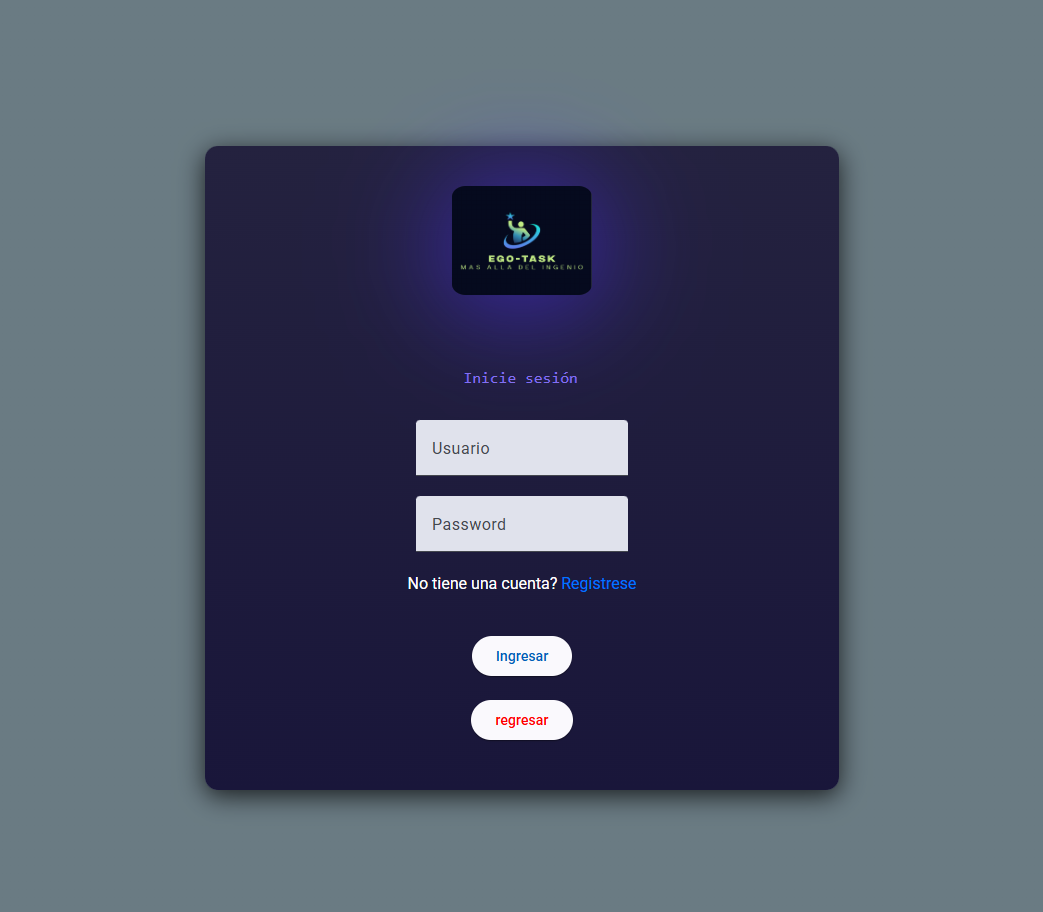 EGO-TASK
MAS ALLA DEL INGENIO
Inicie sesión
Usuario
Password
No tiene una cuenta? Registrese
Ingresar
regresar